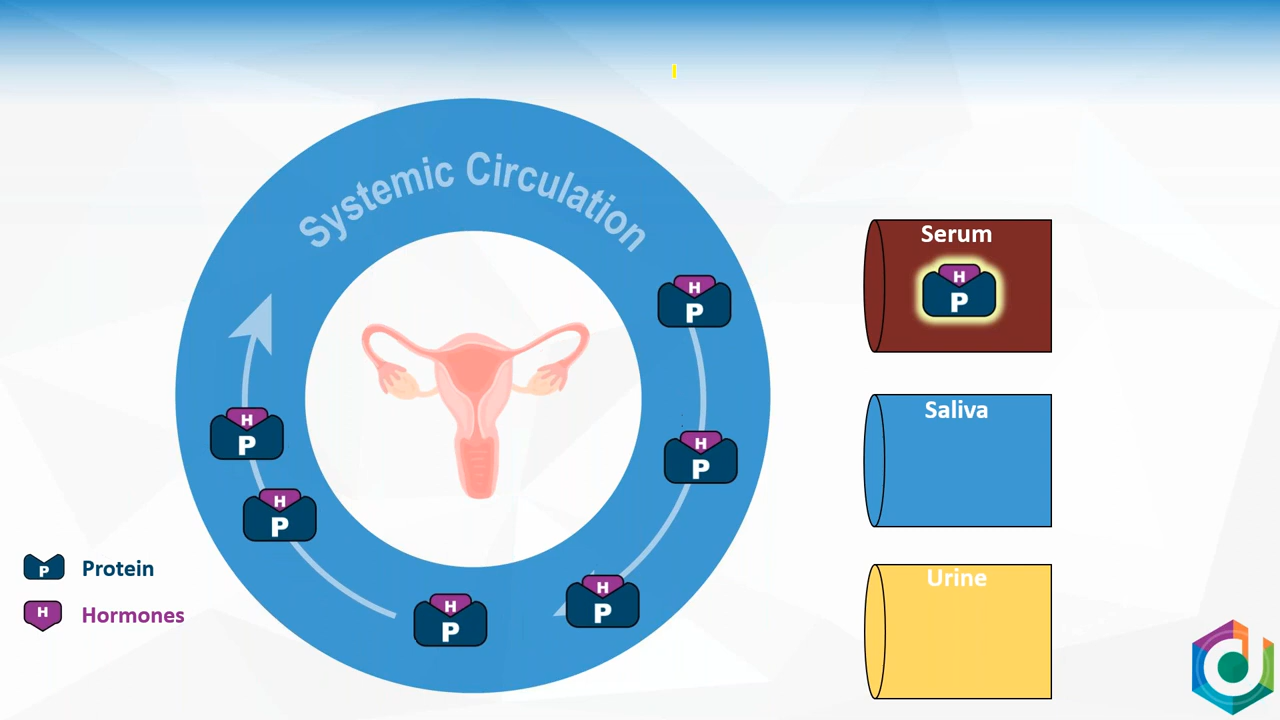 Systemic Circulation
Serum
H
P
H
P
Saliva
H
P
H
P
H
P
P
Protein
H
Hormones
H
P
H
P
Urine